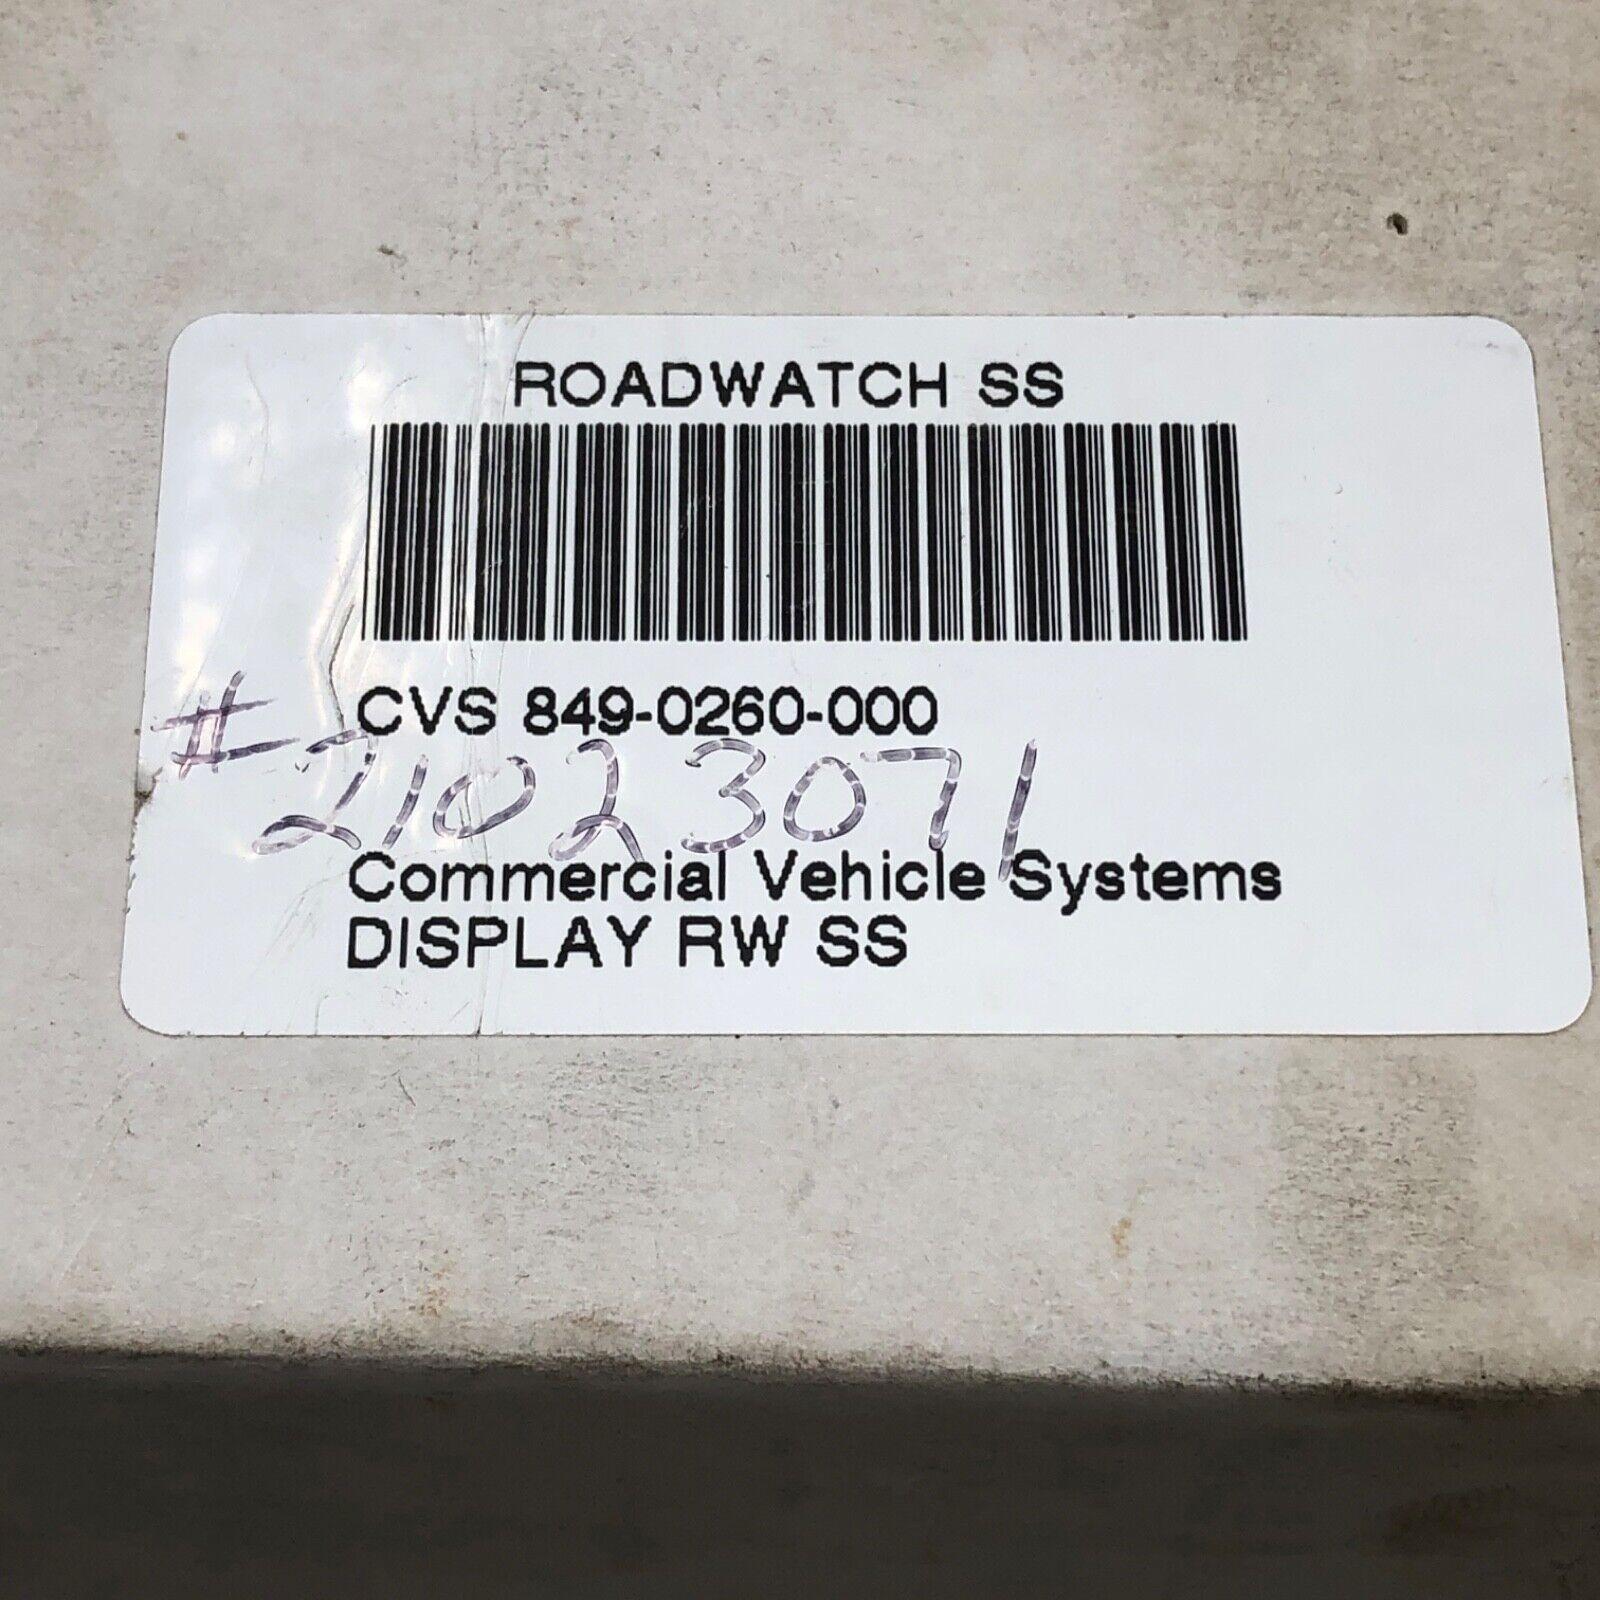 ROADWATCH SS
CVS 849-0260-000
#21023071
Commercial Vehicle Systems
DISPLAY RW SS